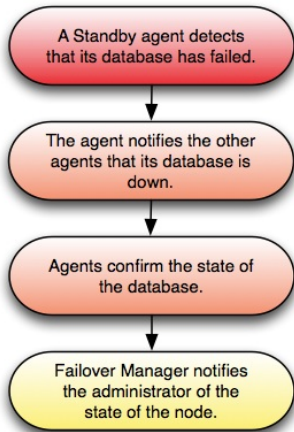 A Standby agent detects
that its database has failed.
The agent notifies the other
agents that its database is
down.
Agents confirm the state of
the database.
Failover Manager notifies
the administrator of the
state of the node.